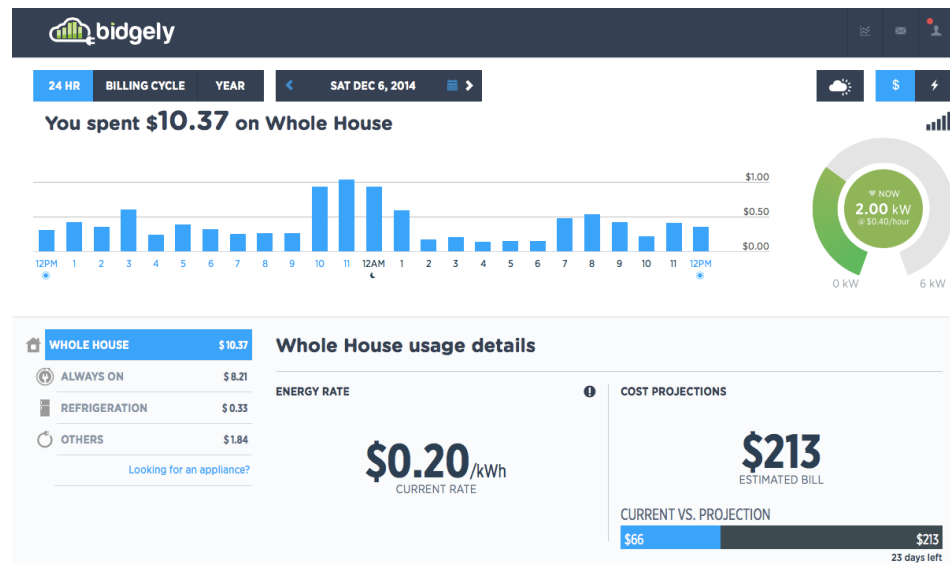 bidgely
24 HR BILLING CYCLE YEAR SAT DEC 6, 2014 $
You spent $10.37 on Whole House
$1.00
$0.50
$0.00
12PM 1 2 3 4 5 6 7 8 9 10 11 12AM 1 2 3 4 5 6 7 8 9 10 11 12PM
NOW
2.00 kW
$0.40/hour
0 kW 6 kW
WHOLE HOUSE $10.37
ALWAYS ON $8.21
REFRIGERATION $0.33
OTHERS $1.84
Looking for an appliance?
Whole House usage details
ENERGY RATE
$0.20/kWh
CURRENT RATE
COST PROJECTIONS
$213
ESTIMATED BILL
CURRENT VS. PROJECTION
$66 $213
23 days left